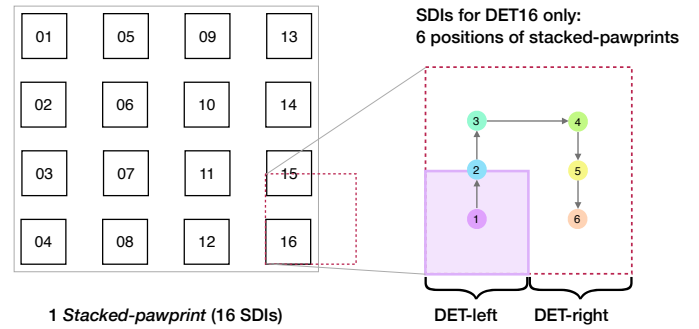 SDIs for DET16 only:
6 positions of stacked-pawprints
01 05 09 13
02 06 10 14
03 07 11 15
04 08 12 16
3 4
2 5
1 6
1 Stacked-pawprint (16 SDIs)
DET-left DET-right